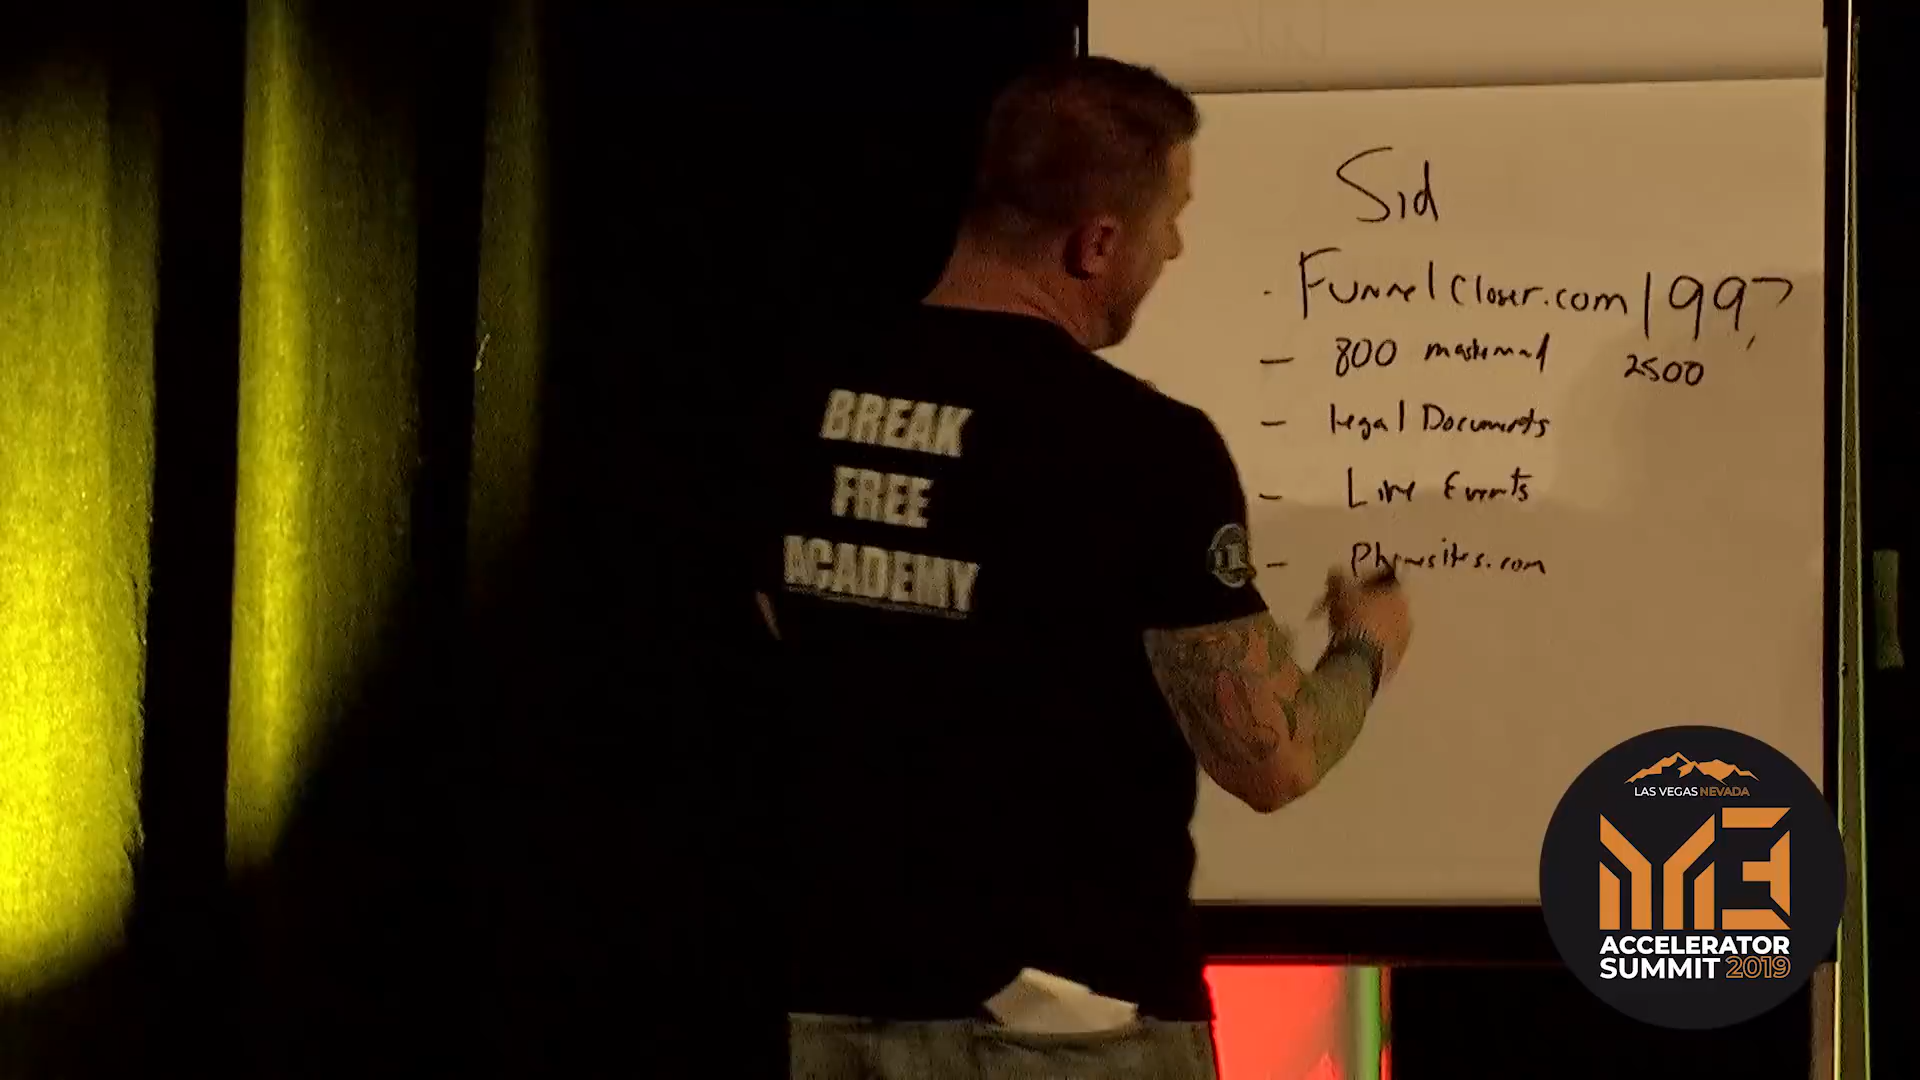 Sid
- FunnelCloser.com / 997
- 800 mastermind 2500
- Legal Documents
- Live Events
- Phonesites.com
BREAK
FREE
ACADEMY
LAS VEGAS NEVADA
ACCELERATOR
SUMMIT 2019